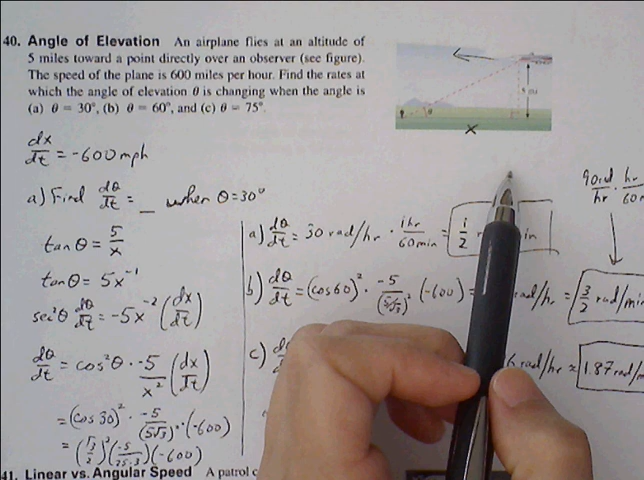 40. Angle of Elevation An airplane flies at an altitude of
5 miles toward a point directly over an observer (see figure).
The speed of the plane is 600 miles per hour. Find the rates at
which the angle of elevation θ is changing when the angle is
(a) θ = 30°, (b) θ = 60°, and (c) θ = 75°.
5 mi
θ
x
dx/dt = -600 mph
a) Find dθ/dt = _ when θ=30°
tan θ = 5/x
tan θ = 5x⁻¹
sec²θ dθ/dt = -5x⁻² (dx/dt)
dθ/dt = cos²θ · -5/x² (dx/dt)
= (cos 30)² · -5/(5√3)² · (-600)
= (√3/2)² (-5/25·3)(-600)
a) dθ/dt = 30 rad/hr · 1hr/60min = 1/2
in
90 rad/hr · hr/60
b) dθ/dt = (cos 60)² · -5/(5/√3)² (-600) = rad/hr = 3/2 rad/min
c)
rad/hr ≈ 1.87 rad/m
41. Linear vs. Angular Speed A patrol c